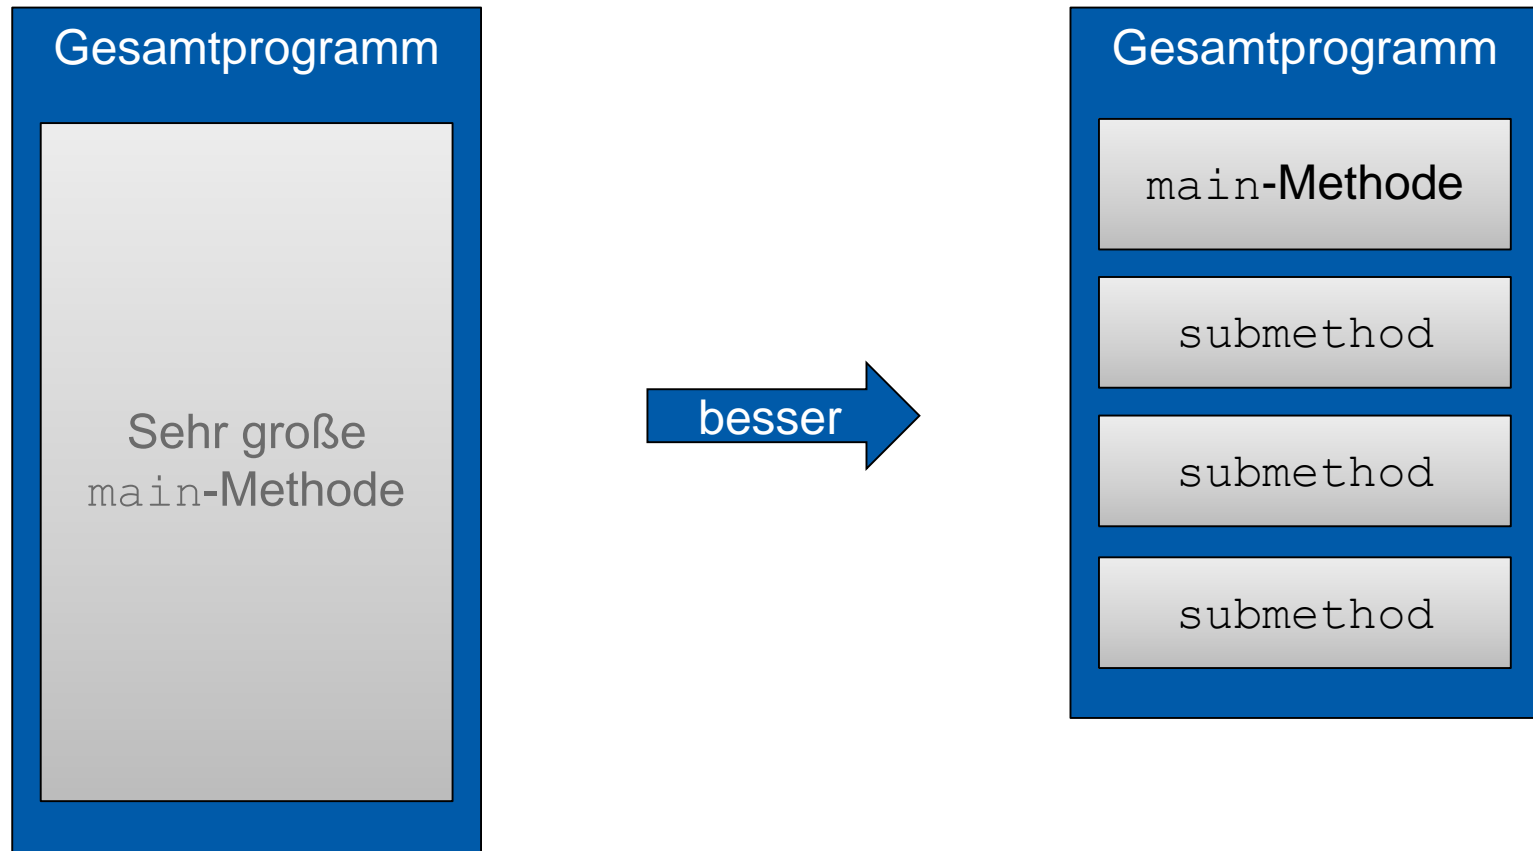 Gesamtprogramm
Sehr große
main-Methode
besser
Gesamtprogramm
main-Methode
submethod
submethod
submethod